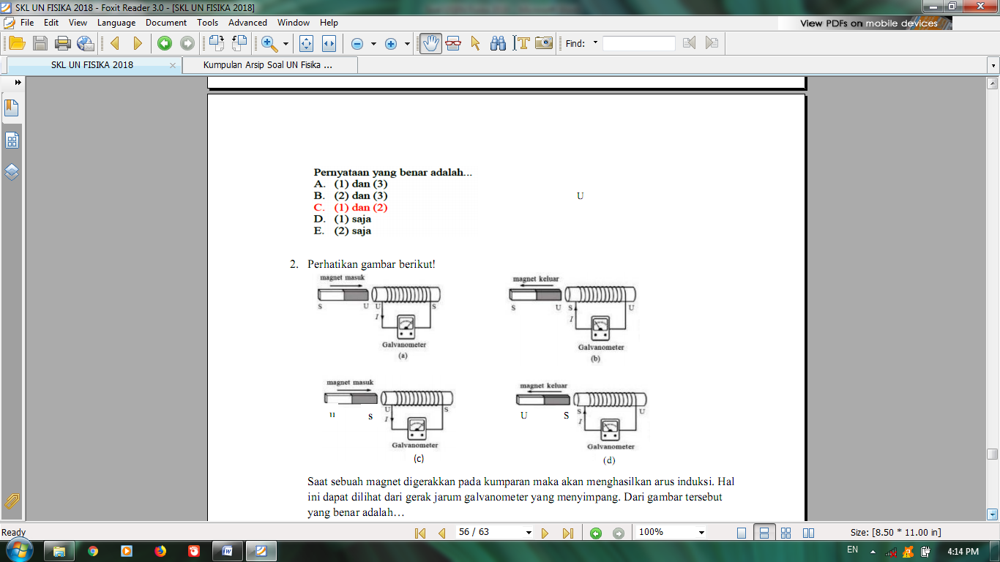 SKL UN FISIKA 2018 - Foxit Reader 3.0 - [SKL UN FISIKA 2018]
File Edit View Language Document Tools Advanced Window Help
View PDFs on mobile devices
Find:
SKL UN FISIKA 2018
Kumpulan Arsip Soal UN Fisika ...
Pernyataan yang benar adalah...
A. (1) dan (3)
B. (2) dan (3)
U
C. (1) dan (2)
D. (1) saja
E. (2) saja
2. Perhatikan gambar berikut!
magnet masuk
S U U S
I
Galvanometer
(a)
magnet keluar
S U S U
I
Galvanometer
(b)
magnet masuk
U S U S
I
Galvanometer
(c)
magnet keluar
U S S U
I
Galvanometer
(d)
Saat sebuah magnet digerakkan pada kumparan maka akan menghasilkan arus induksi. Hal
ini dapat dilihat dari gerak jarum galvanometer yang menyimpang. Dari gambar tersebut
yang benar adalah…
Ready
56 / 63
100%
Size: [8.50 * 11.00 in]
EN
4:14 PM